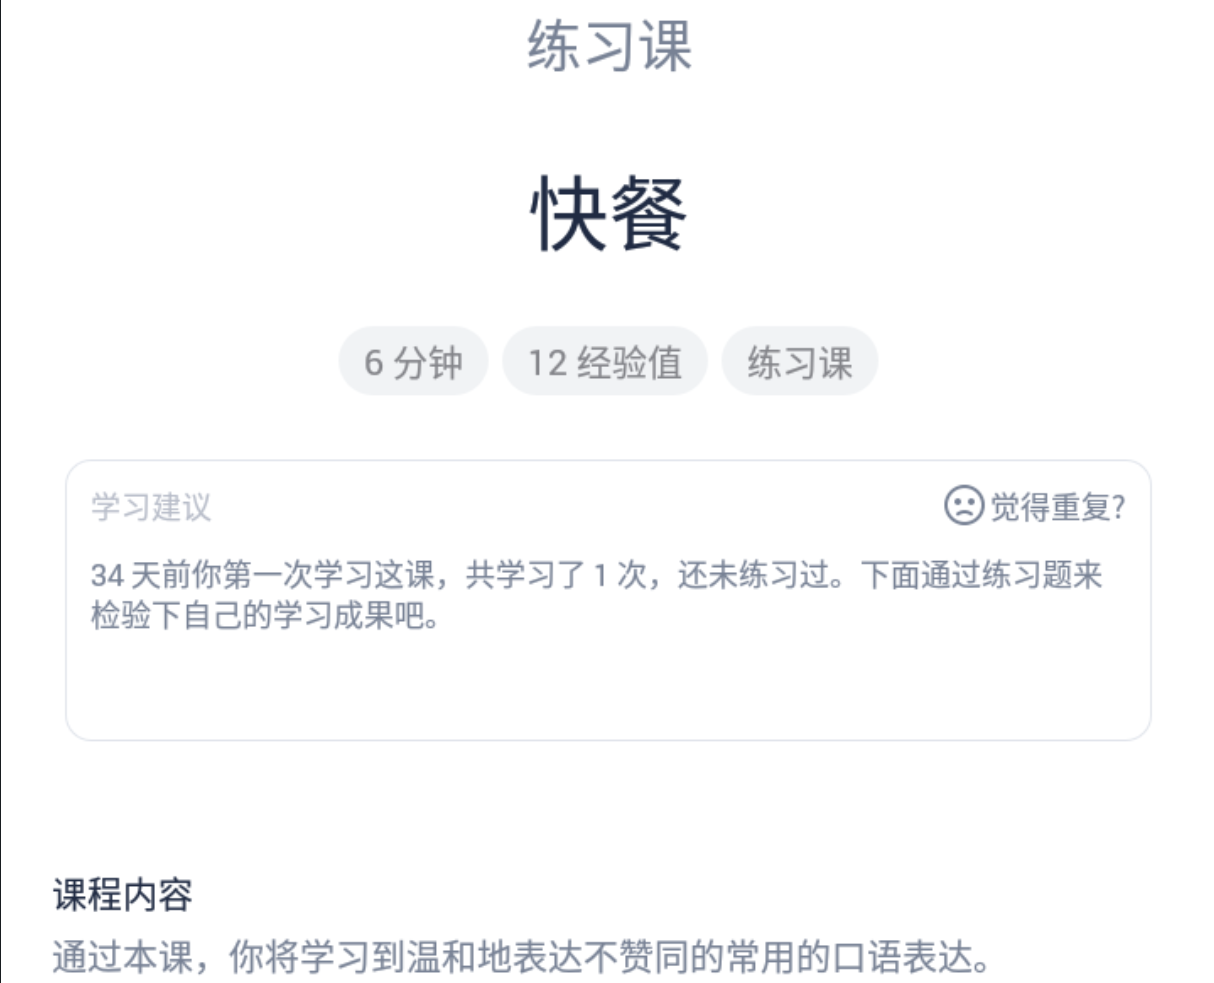 练习课
快餐
6 分钟 12 经验值 练习课
学习建议 觉得重复?
34 天前你第一次学习这课，共学习了 1 次，还未练习过。下面通过练习题来
检验下自己的学习成果吧。
课程内容
通过本课，你将学习到温和地表达不赞同的常用的口语表达。